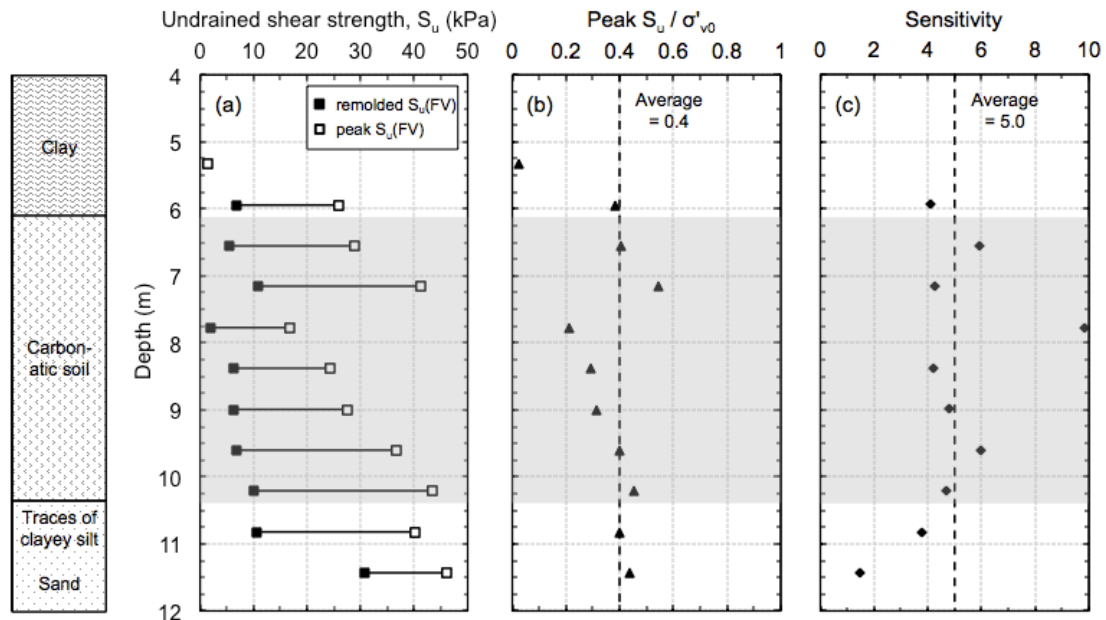 Undrained shear strength, Sᵤ (kPa)
Peak Sᵤ / σ'ᵥ₀
Sensitivity
0 10 20 30 40 50
0 0.2 0.4 0.6 0.8 1
0 2 4 6 8 10
4
5
6
7
8
9
10
11
12
Depth (m)
Clay
Carbon-
atic soil
Traces of
clayey silt
Sand
(a)
remolded Sᵤ(FV)
peak Sᵤ(FV)
(b)
Average
= 0.4
(c)
Average
= 5.0